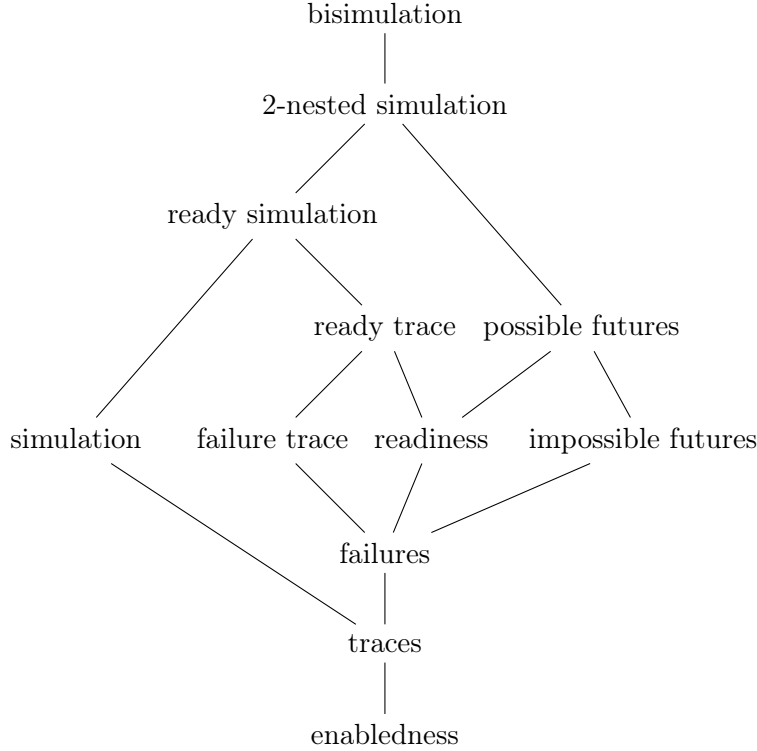 bisimulation
2-nested simulation
ready simulation
ready trace
possible futures
simulation
failure trace
readiness
impossible futures
failures
traces
enabledness